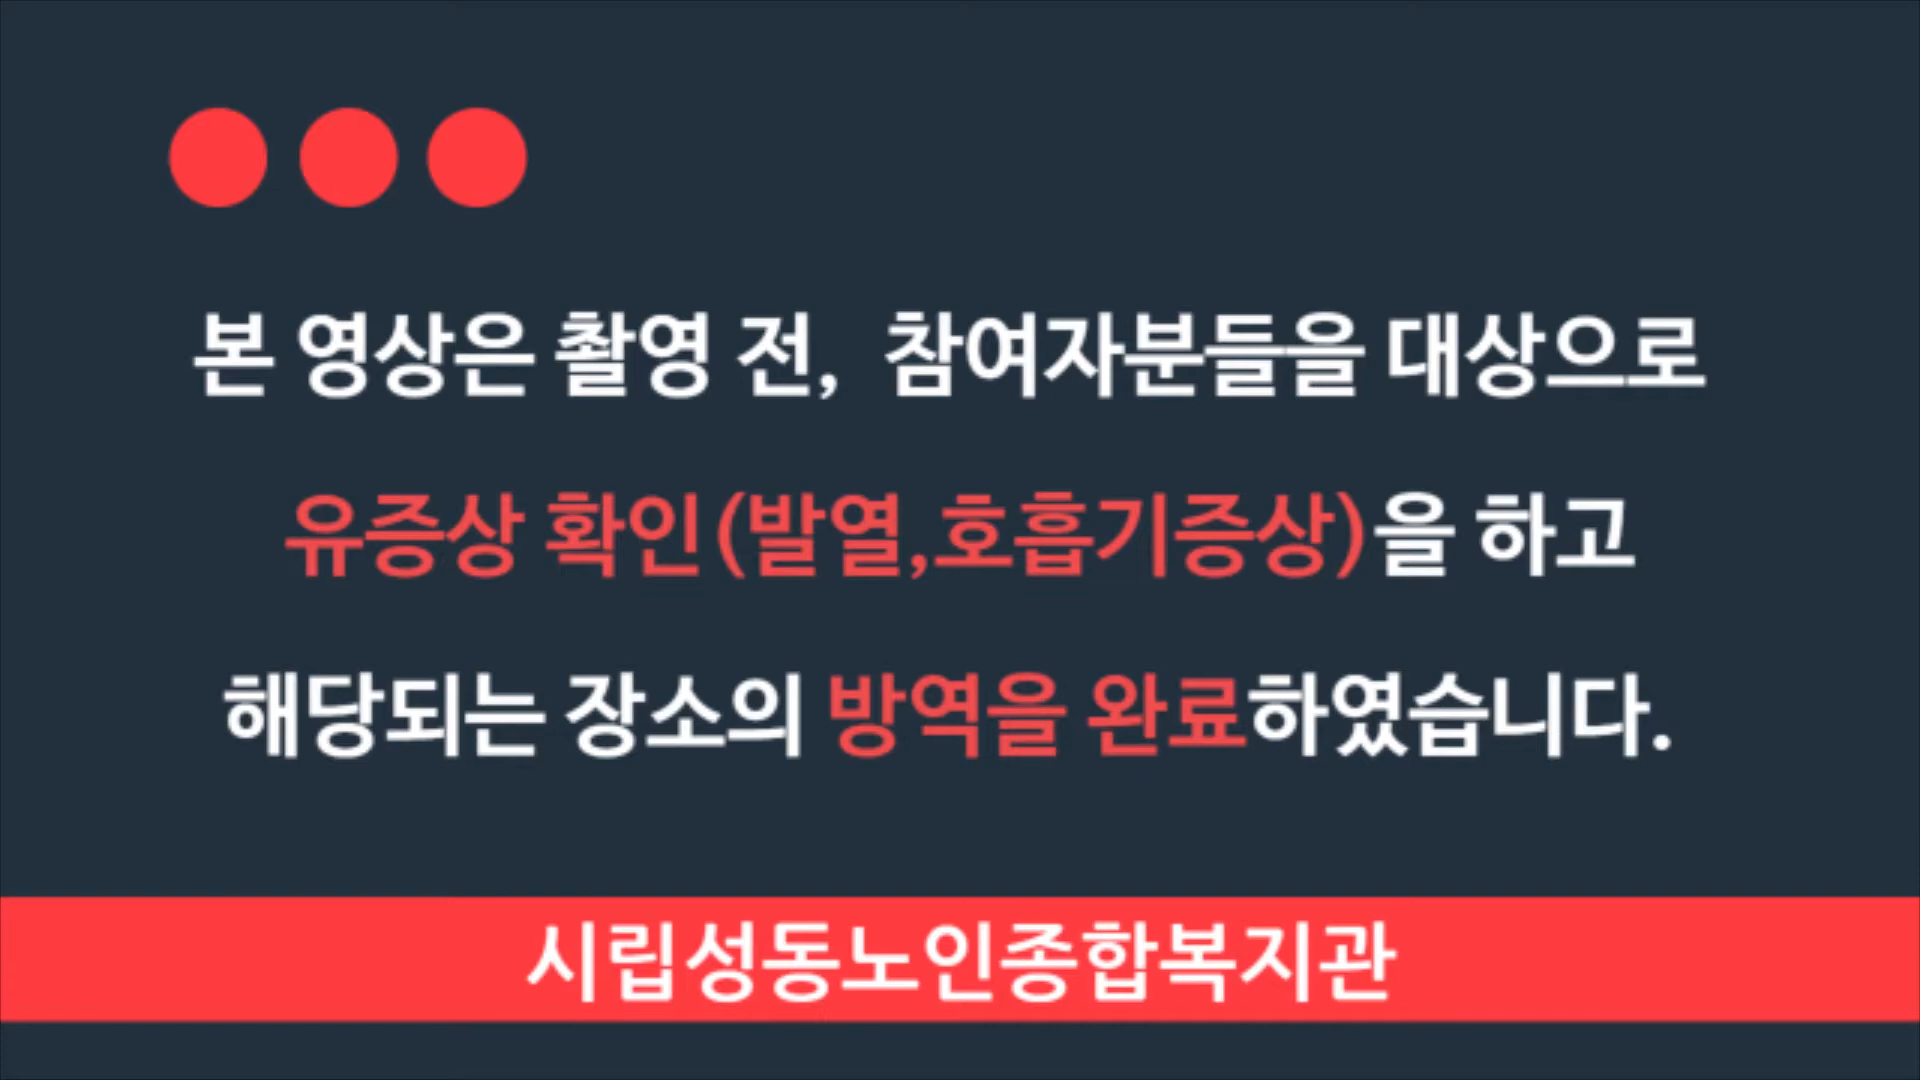 본 영상은 촬영 전, 참여자분들을 대상으로
유증상 확인(발열,호흡기증상)을 하고
해당되는 장소의 방역을 완료하였습니다.
시립성동노인종합복지관